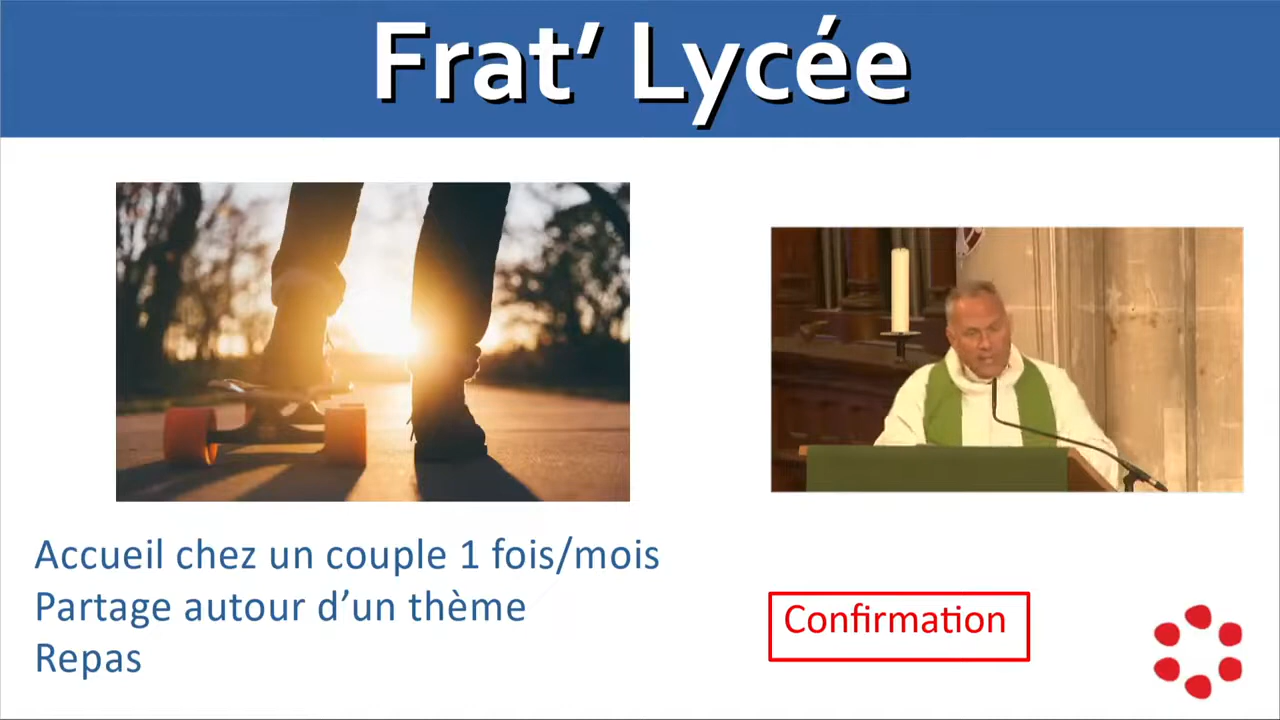 Frat’ Lycée
Accueil chez un couple 1 fois/mois
Partage autour d’un thème
Repas
Confirmation